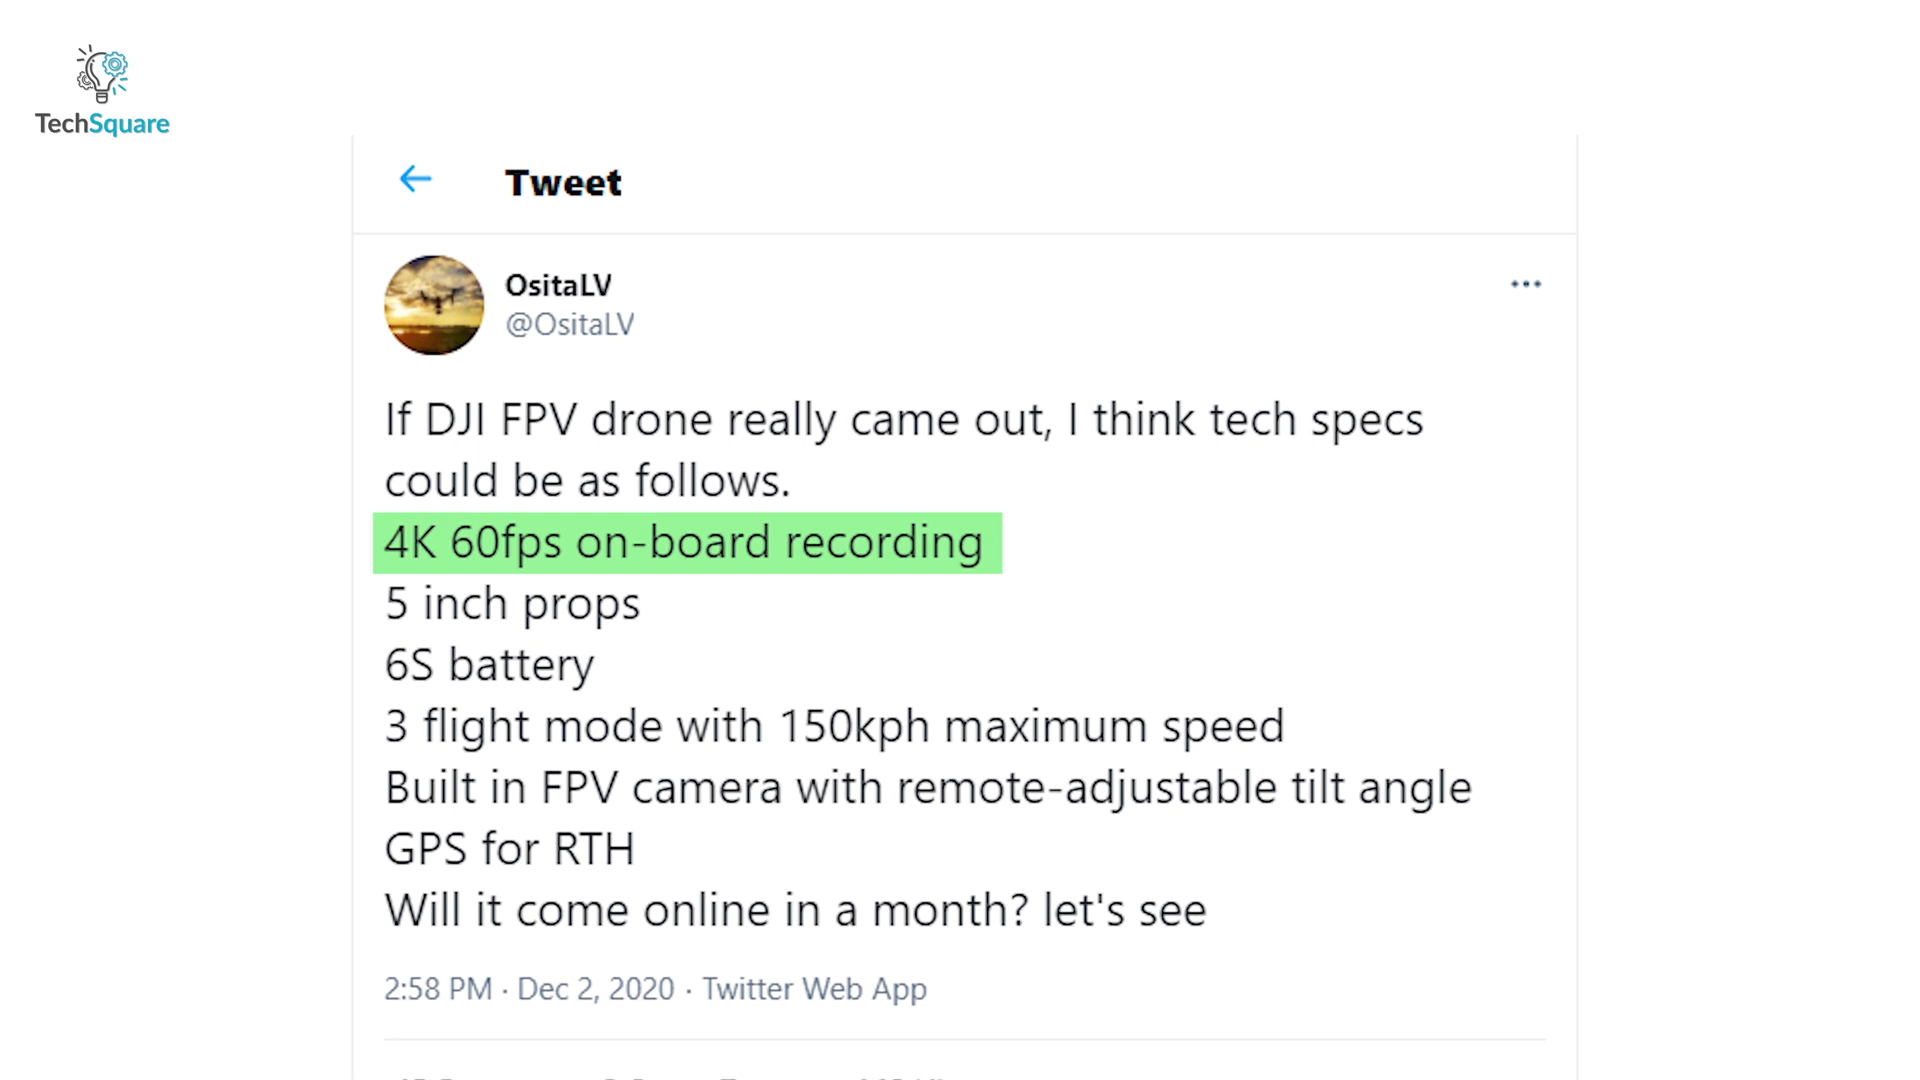 TechSquare
Tweet
OsitaLV
@OsitaLV
If DJI FPV drone really came out, I think tech specs
could be as follows.
4K 60fps on-board recording
5 inch props
6S battery
3 flight mode with 150kph maximum speed
Built in FPV camera with remote-adjustable tilt angle
GPS for RTH
Will it come online in a month? let's see
2:58 PM · Dec 2, 2020 · Twitter Web App